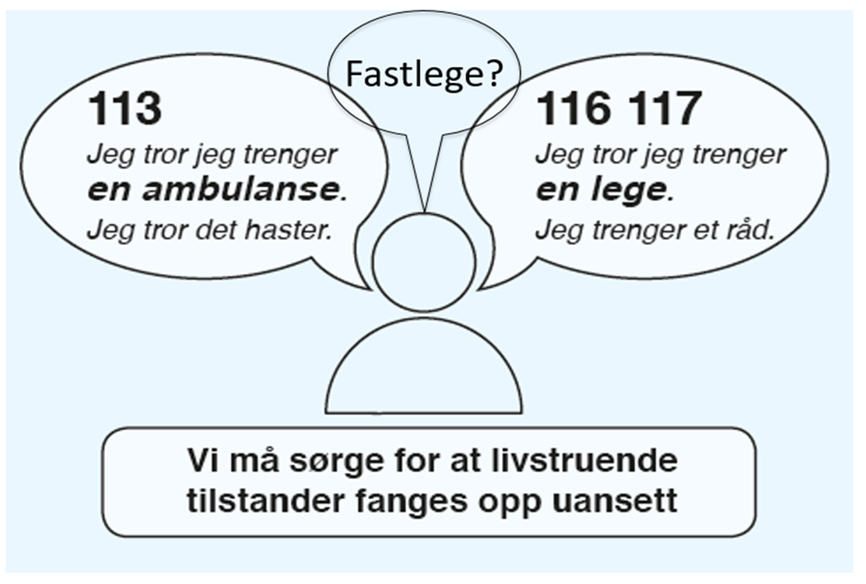 Fastlege?
113
Jeg tror jeg trenger
en ambulanse.
Jeg tror det haster.
116 117
Jeg tror jeg trenger
en lege.
Jeg trenger et råd.
Vi må sørge for at livstruende
tilstander fanges opp uansett